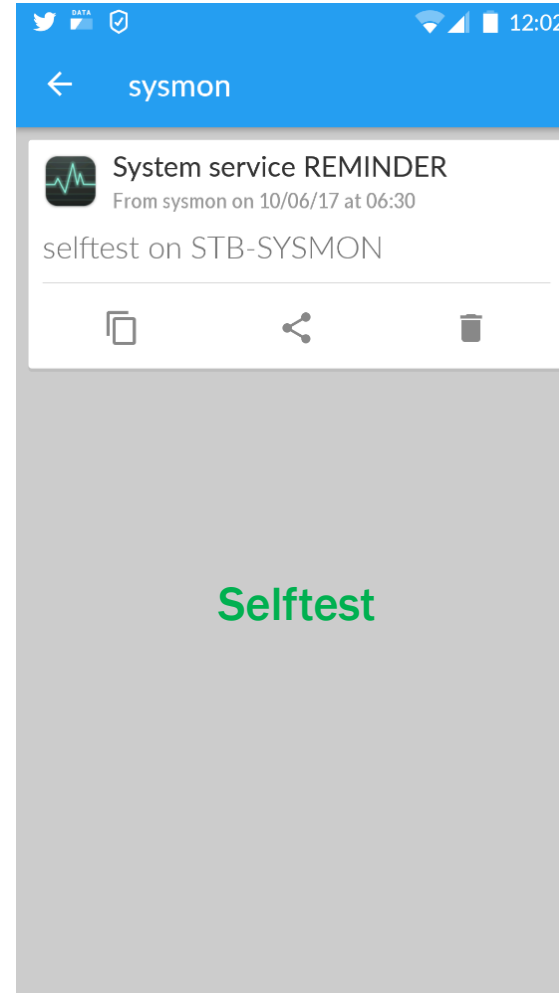 DATA
12:02
sysmon
System service REMINDER
From sysmon on 10/06/17 at 06:30
selftest on STB-SYSMON
Selftest